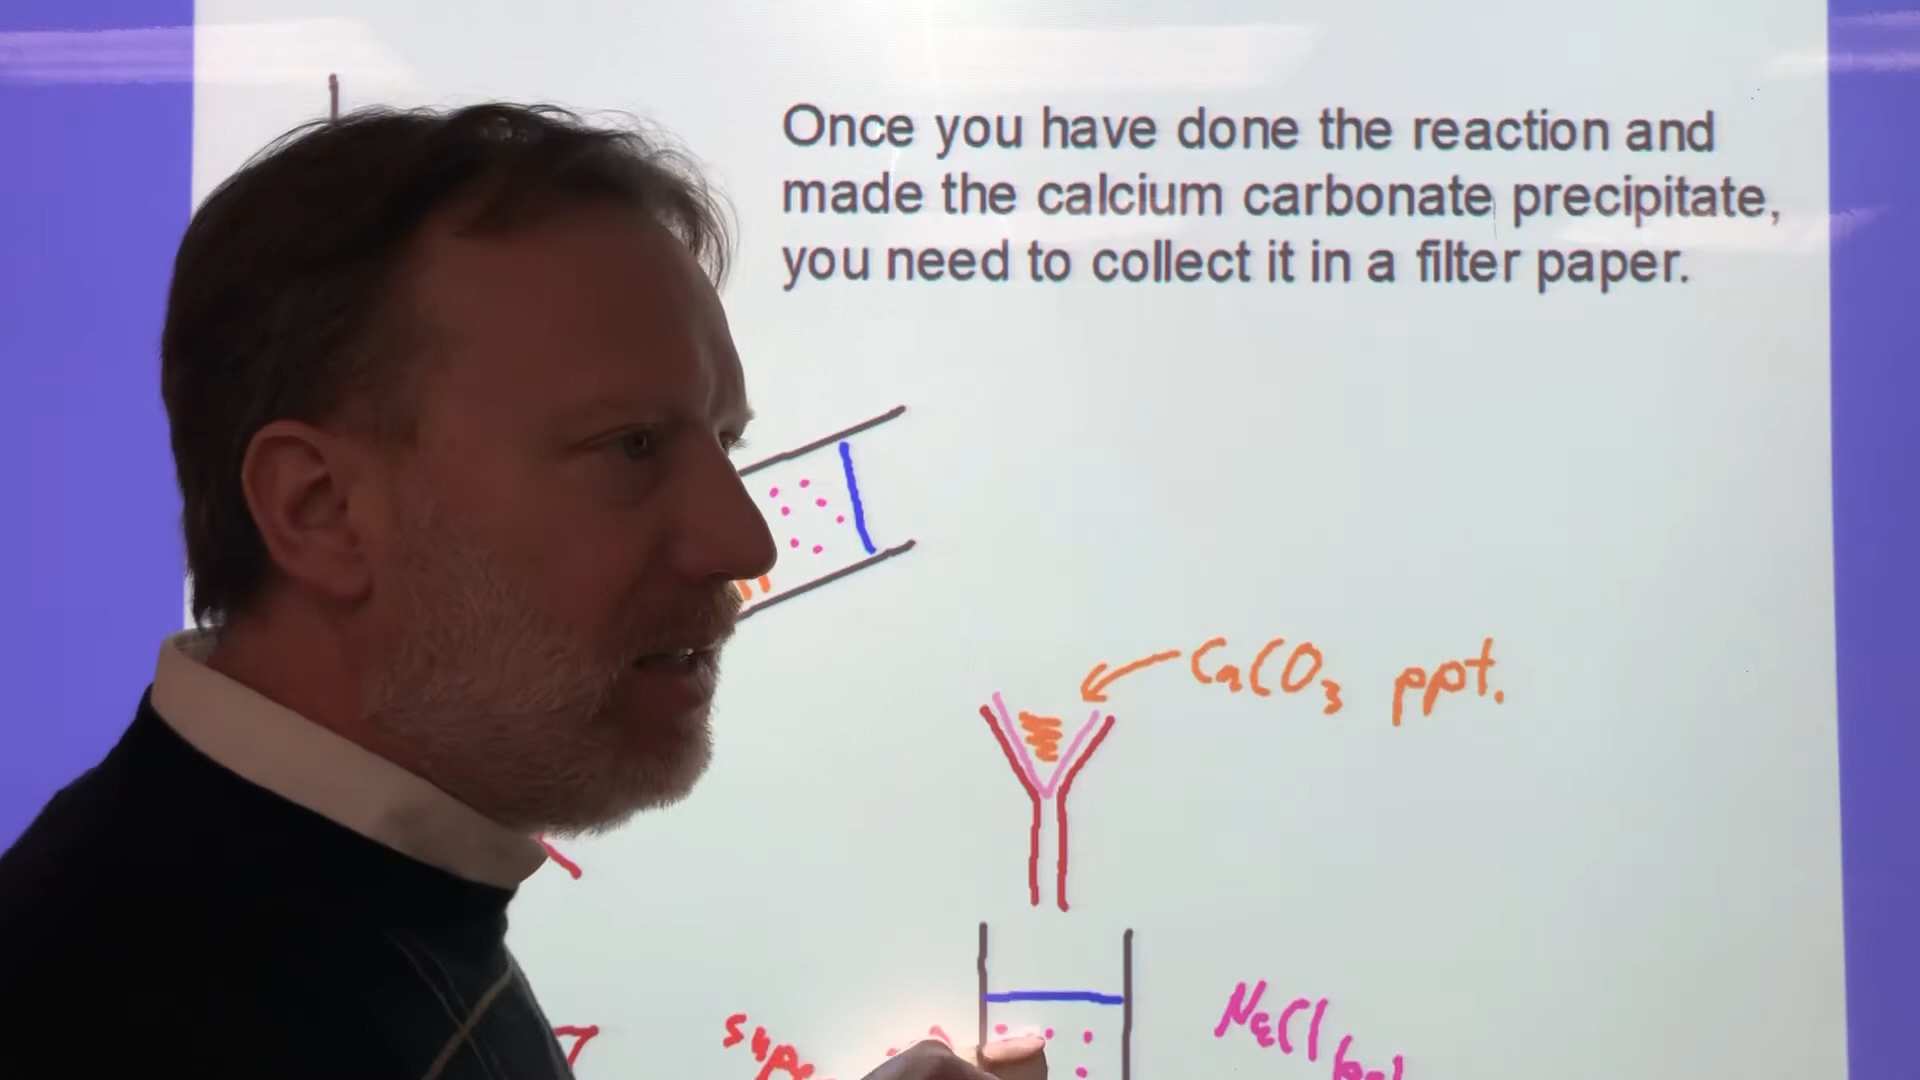 Once you have done the reaction and
made the calcium carbonate precipitate,
you need to collect it in a filter paper.
CaCO3 ppt.
NaCl